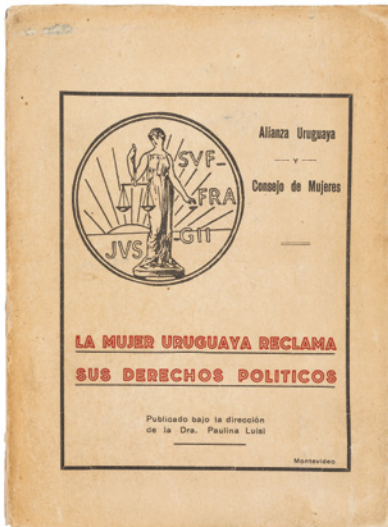 SVF-
FRA
-GII
JVS
Alianza Uruguaya
Y
Consejo de Mujeres
LA MUJER URUGUAYA RECLAMA
SUS DERECHOS POLITICOS
Publicado bajo la dirección
de la Dra. Paulina Luisi
Montevideo